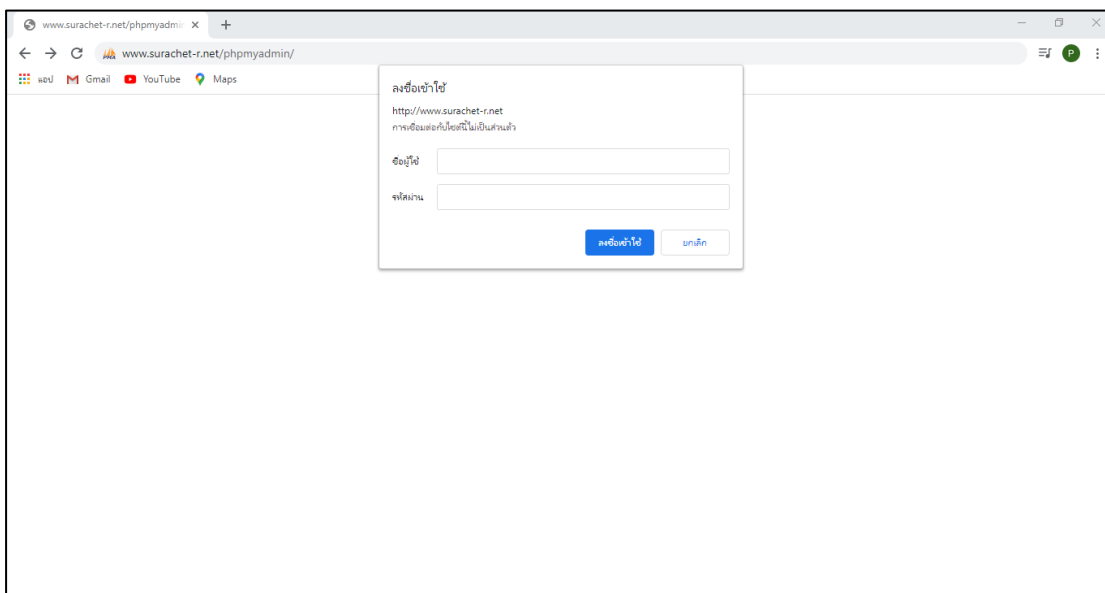 www.surachet-r.net/phpmyadmin
www.surachet-r.net/phpmyadmin/
P
แอป Gmail YouTube Maps
ลงชื่อเข้าใช้
http://www.surachet-r.net
การเชื่อมต่อกับไซต์นี้ไม่เป็นส่วนตัว
ชื่อผู้ใช้
รหัสผ่าน
ลงชื่อเข้าใช้ ยกเลิก